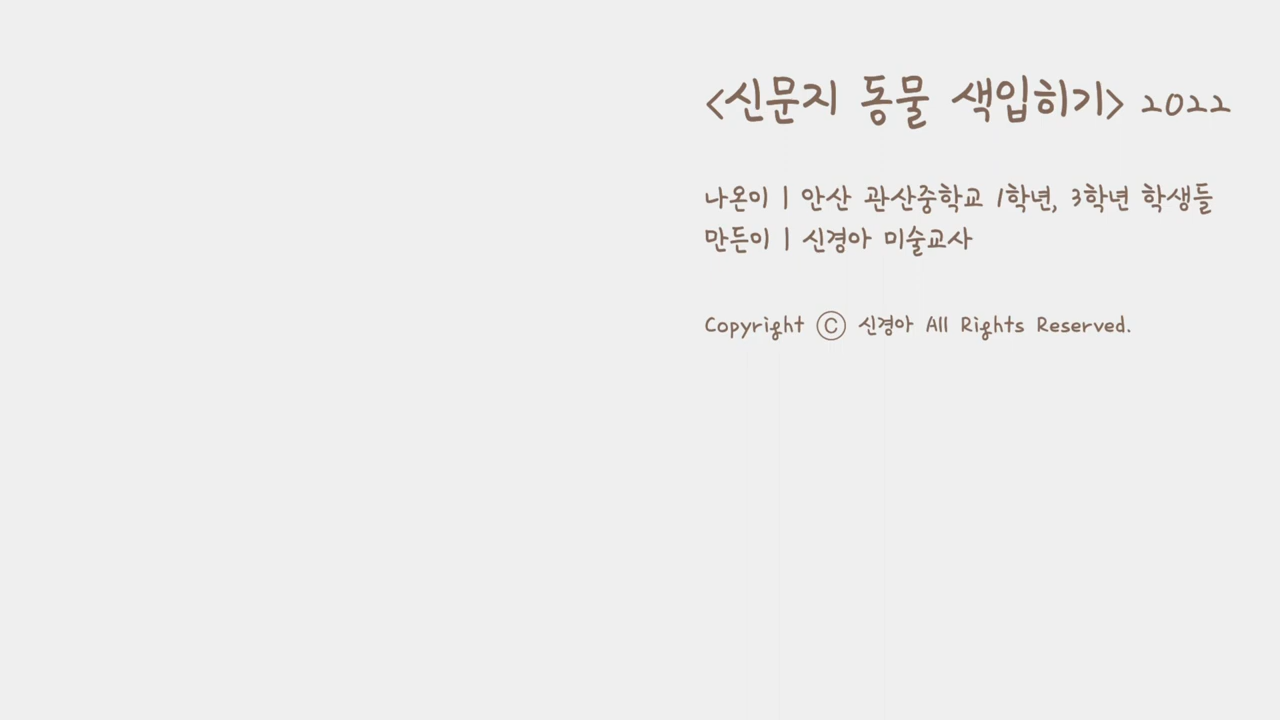 <신문지 동물 색입히기> 2022
나온이 | 안산 관산중학교 1학년, 3학년 학생들
만든이 | 신경아 미술교사
Copyright ⓒ 신경아 All Rights Reserved.